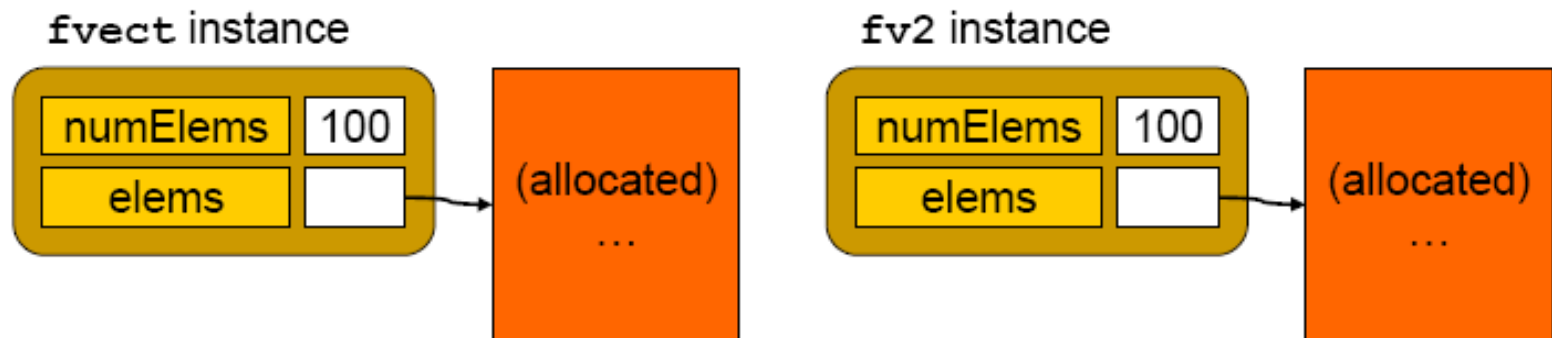 fvect instance
numElems 100
elems
(allocated)
...
fv2 instance
numElems 100
elems
(allocated)
...